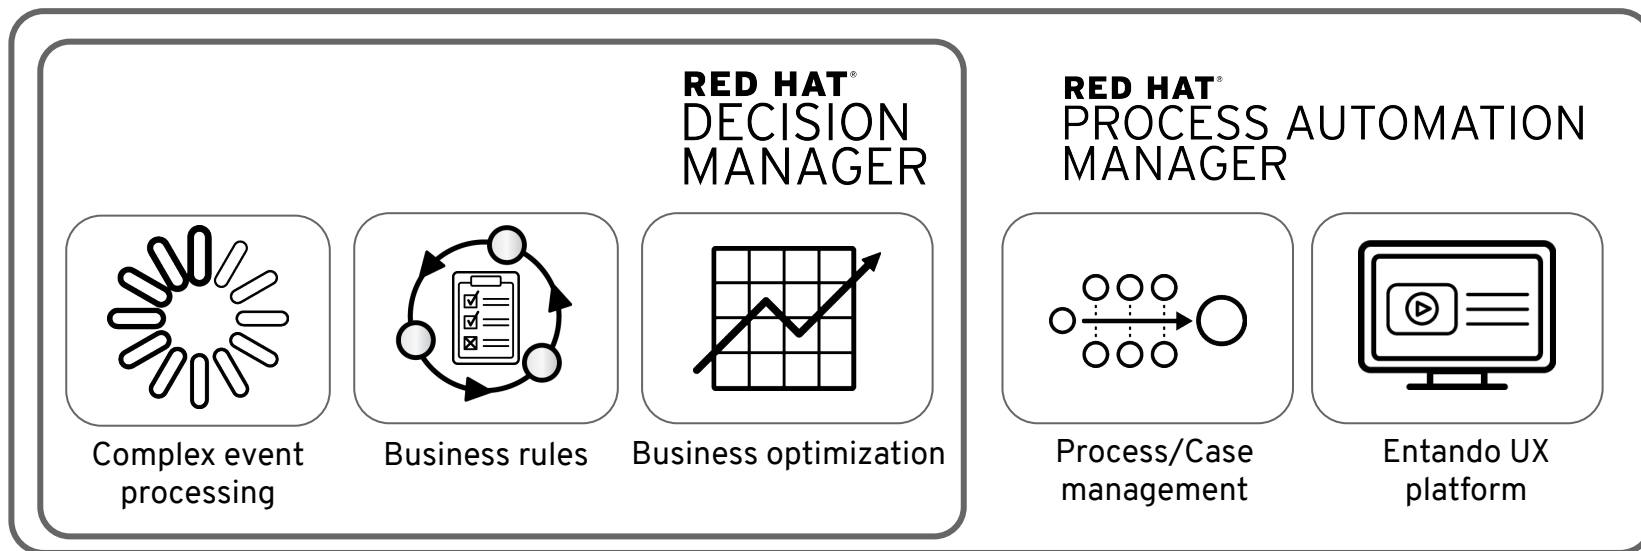 RED HAT®
DECISION
MANAGER
RED HAT®
PROCESS AUTOMATION
MANAGER
Complex event
processing
Business rules
Business optimization
Process/Case
management
Entando UX
platform